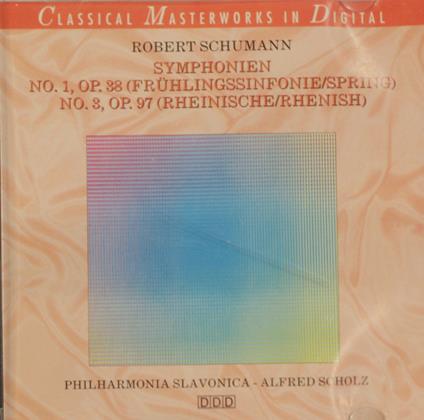 CLASSICAL MASTERWORKS IN DIGITAL
ROBERT SCHUMANN
SYMPHONIEN
NO. 1, OP. 38 (FRÜHLINGSSINFONIE/SPRING)
NO. 3, OP. 97 (RHEINISCHE/RHENISH)
PHILHARMONIA SLAVONICA - ALFRED SCHOLZ
DDD